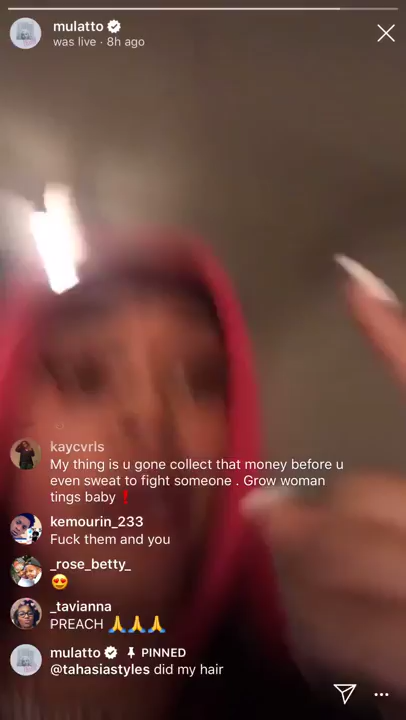 mulatto
was live · 8h ago
kaycvrls
My thing is u gone collect that money before u
even sweat to fight someone . Grow woman
tings baby❗
kemourin_233
Fuck them and you
_rose_betty_
😍
_tavianna
PREACH 🙏🙏🙏
mulatto PINNED
@tahasiastyles did my hair